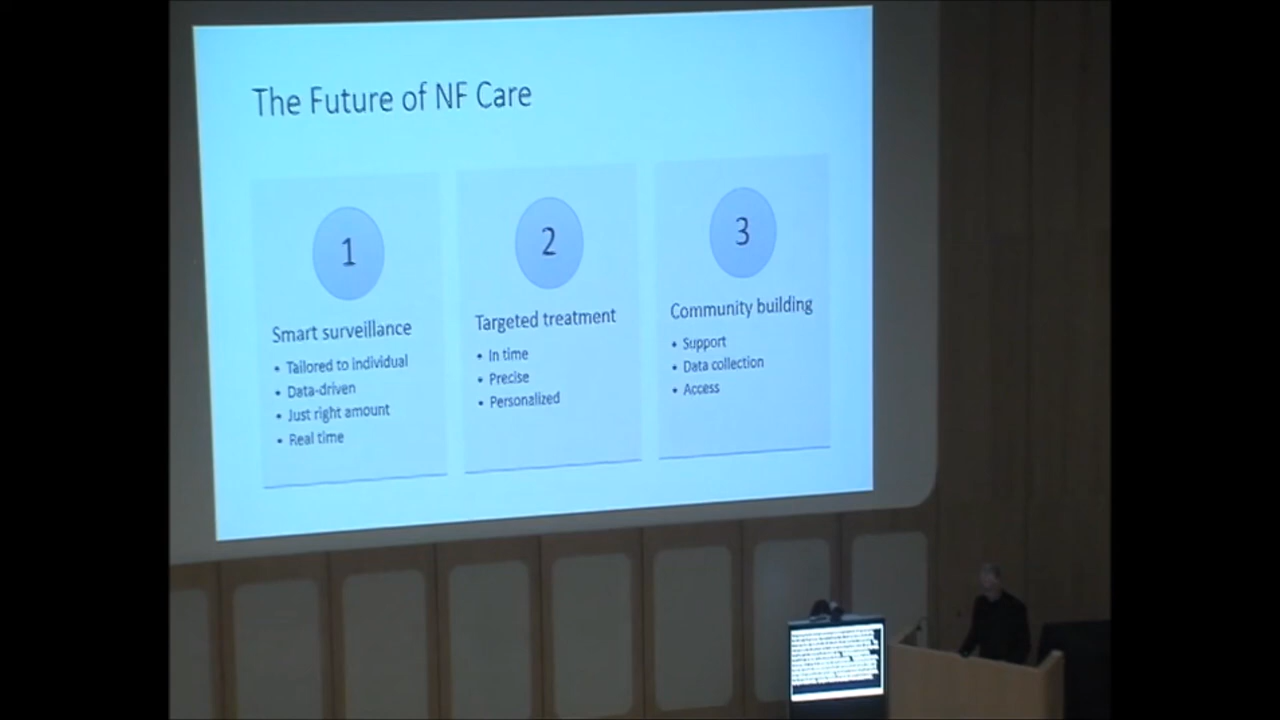 The Future of NF Care
1
Smart surveillance
• Tailored to individual
• Data-driven
• Just right amount
• Real time
2
Targeted treatment
• In time
• Precise
• Personalized
3
Community building
• Support
• Data collection
• Access